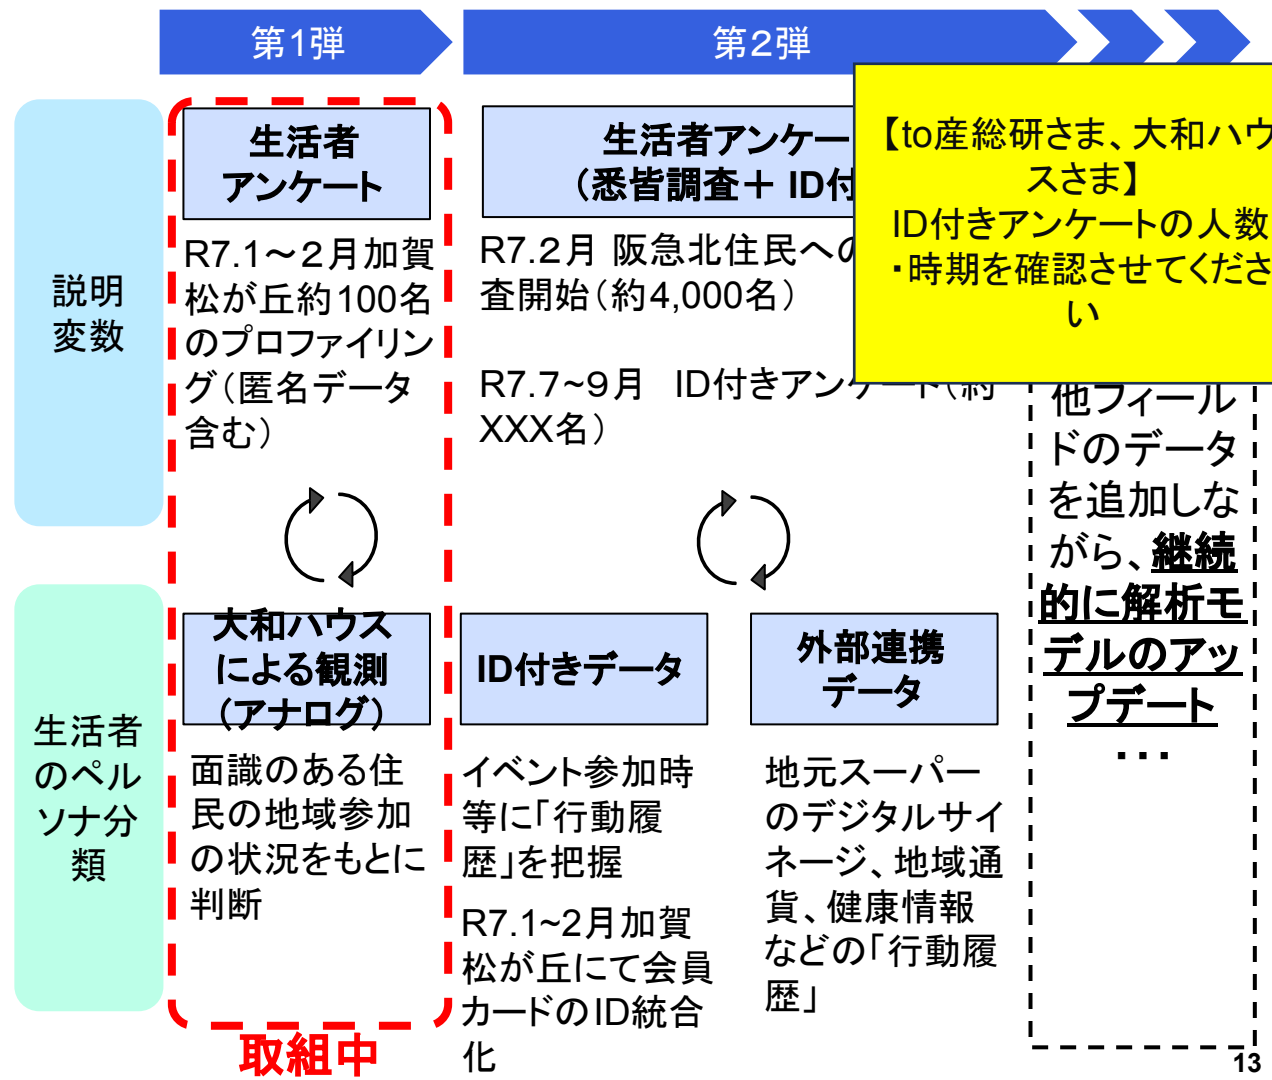 第1弾
第２弾
説明
変数
生活者
アンケート
R7.1～２月加賀
松が丘約100名
のプロファイリン
グ（匿名データ
含む）
生活者アンケー
（悉皆調査＋ ID付
R7.２月 阪急北住民への
査開始（約4,000名）
R7.7~９月　ID付きアンケート（約
XXX名）
【to産総研さま、大和ハウ
スさま】
ID付きアンケートの人数
・時期を確認させてくださ
い
生活者
のペル
ソナ分
類
大和ハウス
による観測
（アナログ）
面識のある住
民の地域参加
の状況をもとに
判断
取組中
ID付きデータ
イベント参加時
等に「行動履
歴」を把握
R7.1~2月加賀
松が丘にて会員
カードのID統合
化
外部連携
データ
地元スーパー
のデジタルサイ
ネージ、地域通
貨、健康情報
などの「行動履
歴」
他フィール
ドのデータ
を追加しな
がら、継続
的に解析モ
デルのアッ
プデート
・・・
13